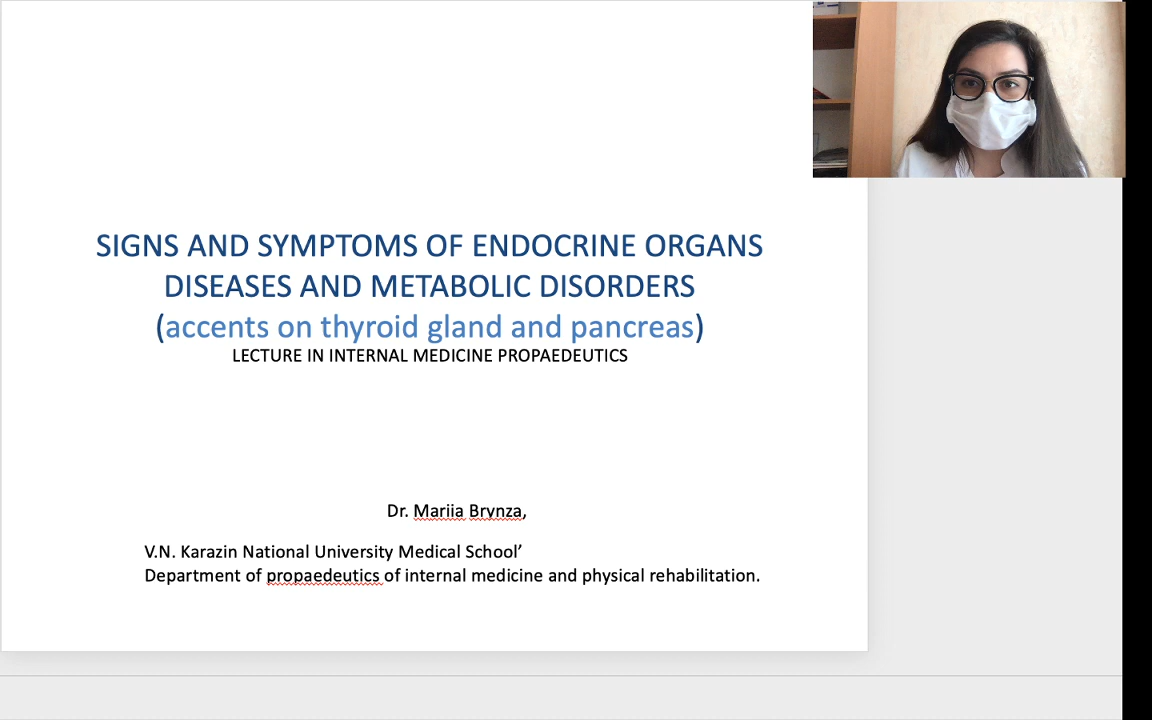 SIGNS AND SYMPTOMS OF ENDOCRINE ORGANS
DISEASES AND METABOLIC DISORDERS
(accents on thyroid gland and pancreas)
LECTURE IN INTERNAL MEDICINE PROPAEDEUTICS
Dr. Mariia Brynza,
V.N. Karazin National University Medical School’
Department of propaedeutics of internal medicine and physical rehabilitation.